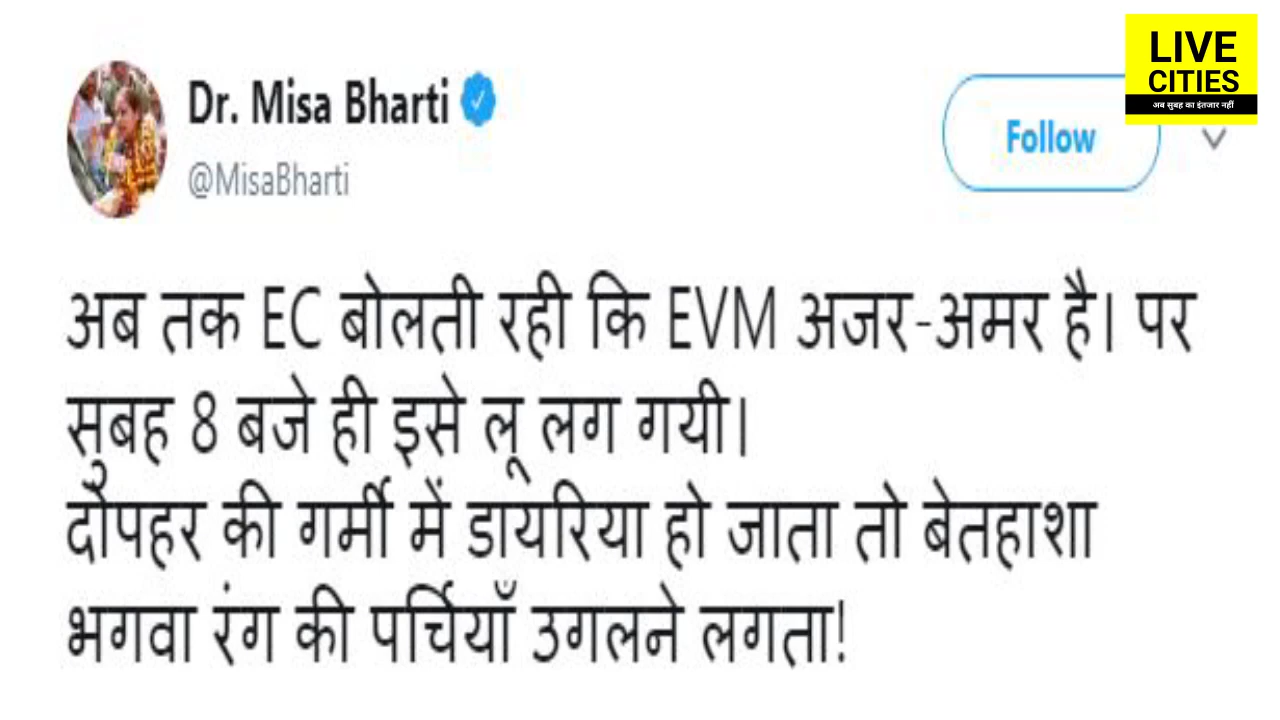 LIVE
CITIES
अब सुबह का इंतजार नहीं
Dr. Misa Bharti
@MisaBharti
Follow
अब तक EC बोलती रही कि EVM अजर-अमर है। पर
सुबह 8 बजे ही इसे लू लग गयी।
दोपहर की गर्मी में डायरिया हो जाता तो बेतहाशा
भगवा रंग की पर्चियाँ उगलने लगता!